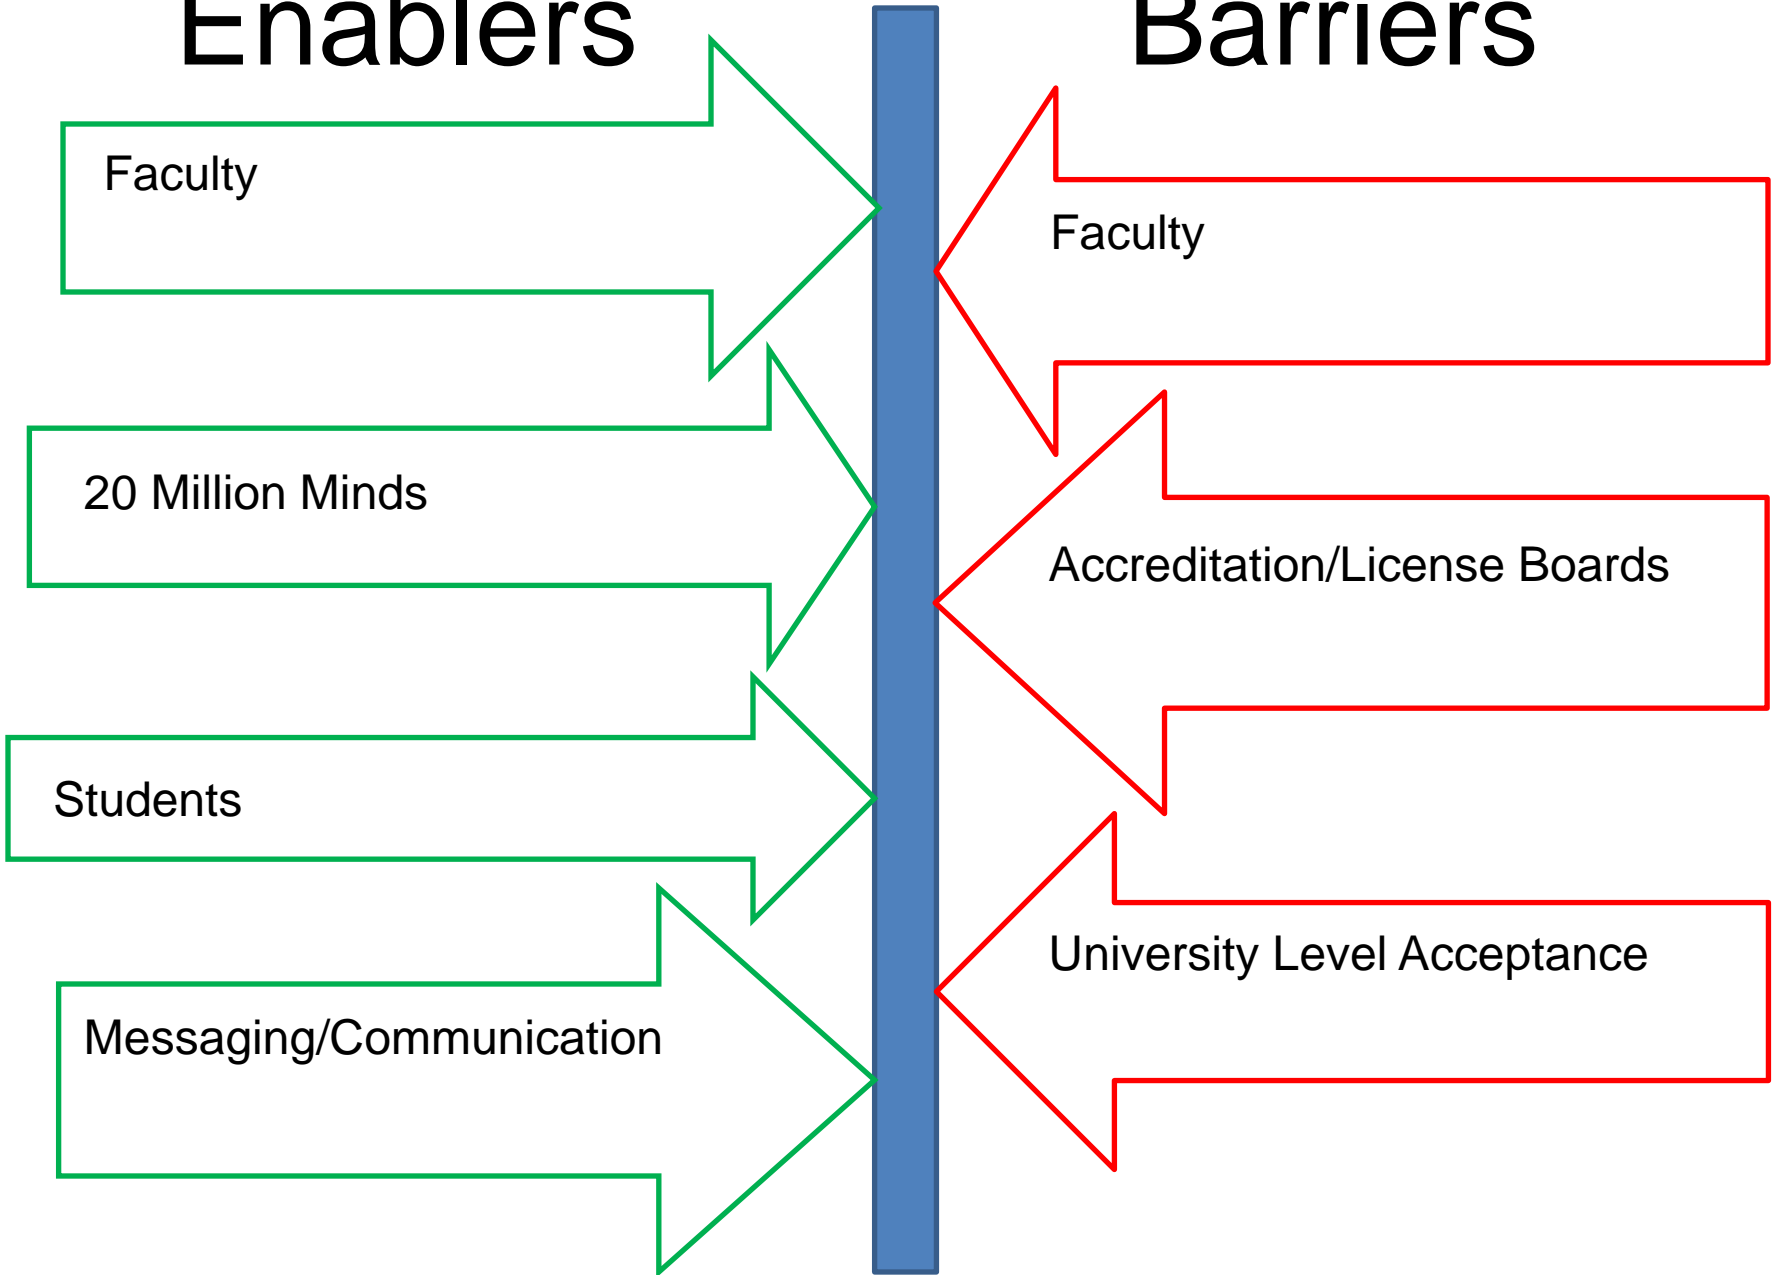 Enablers
Barriers
Faculty
Faculty
20 Million Minds
Accreditation/License Boards
Students
University Level Acceptance
Messaging/Communication